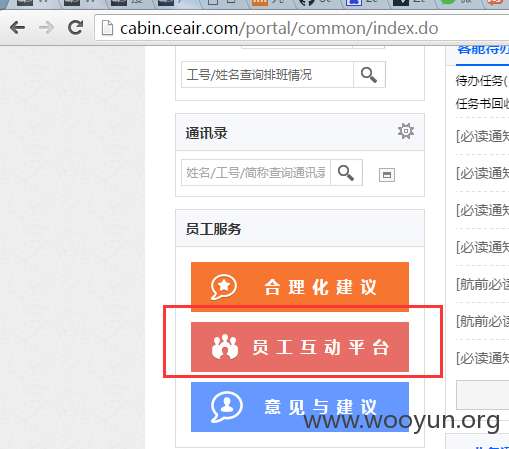 cabin.ceair.com/portal/common/index.do
工号/姓名查询排班情况
通讯录
姓名/工号/简称查询通讯录
员工服务
合理化建议
员工互动平台
意见与建议
待办任务(
任务书回收
[必读通知
[必读通知
[必读通知
[必读通知
[航前必读
[航前必读
[必读通知
www.wooyun.org